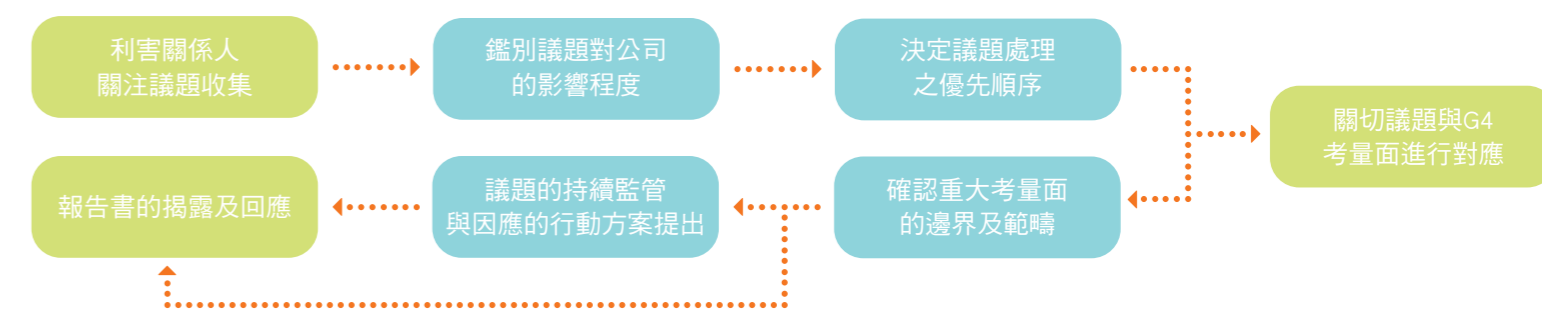 利害關係人
關注議題收集
鑑別議題對公司
的影響程度
決定議題處理
之優先順序
關切議題與G4
考量面進行對應
確認重大考量面
的邊界及範疇
議題的持續監管
與因應的行動方案提出
報告書的揭露及回應